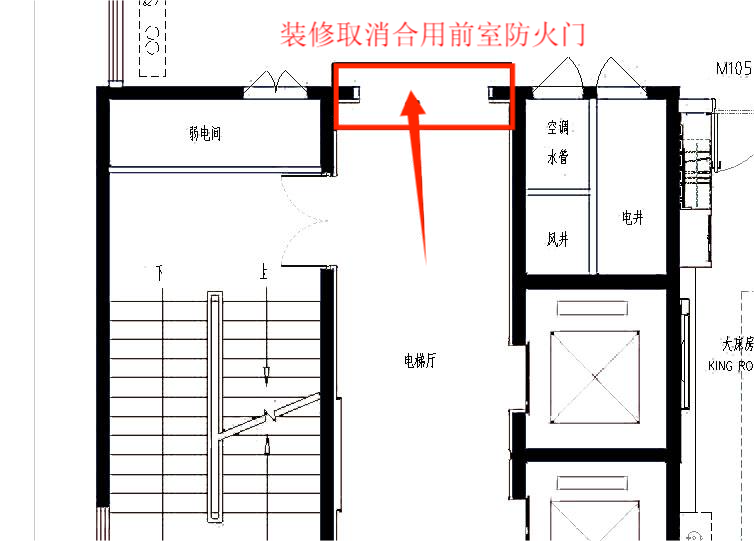 装修取消合用前室防火门
M105
弱电间
空调
水管
电井
风井
下
上
电梯厅
大床房
KING RO